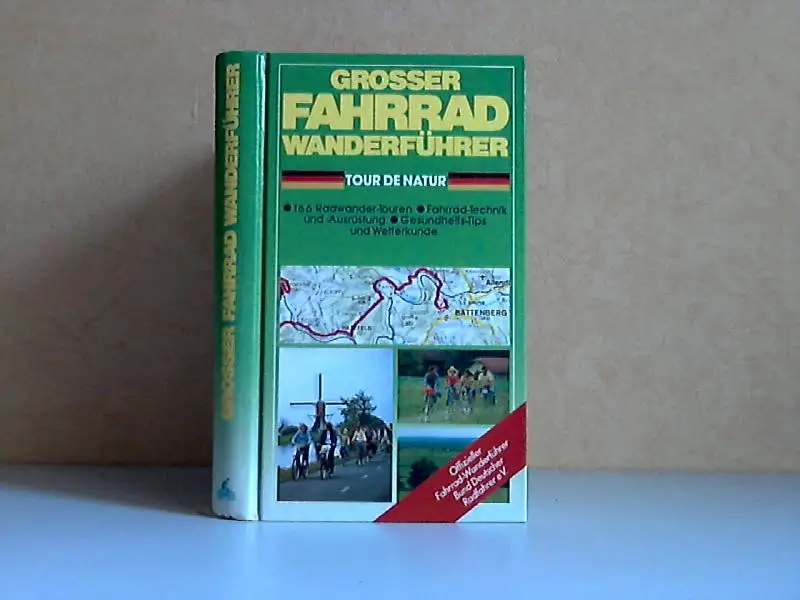 GROSSER FAHRRAD WANDERFÜHRER
GROSSER
FAHRRAD
WANDERFÜHRER
TOUR DE NATUR
● 166 Radwander-Touren ● Fahrrad-Technik
und -Ausrüstung ● Gesundheits-Tips
und Wetterkunde
Allend
BATTENBERG
Offizieller
Fahrrad-Wanderführer
Bund Deutscher
Radfahrer e.V.